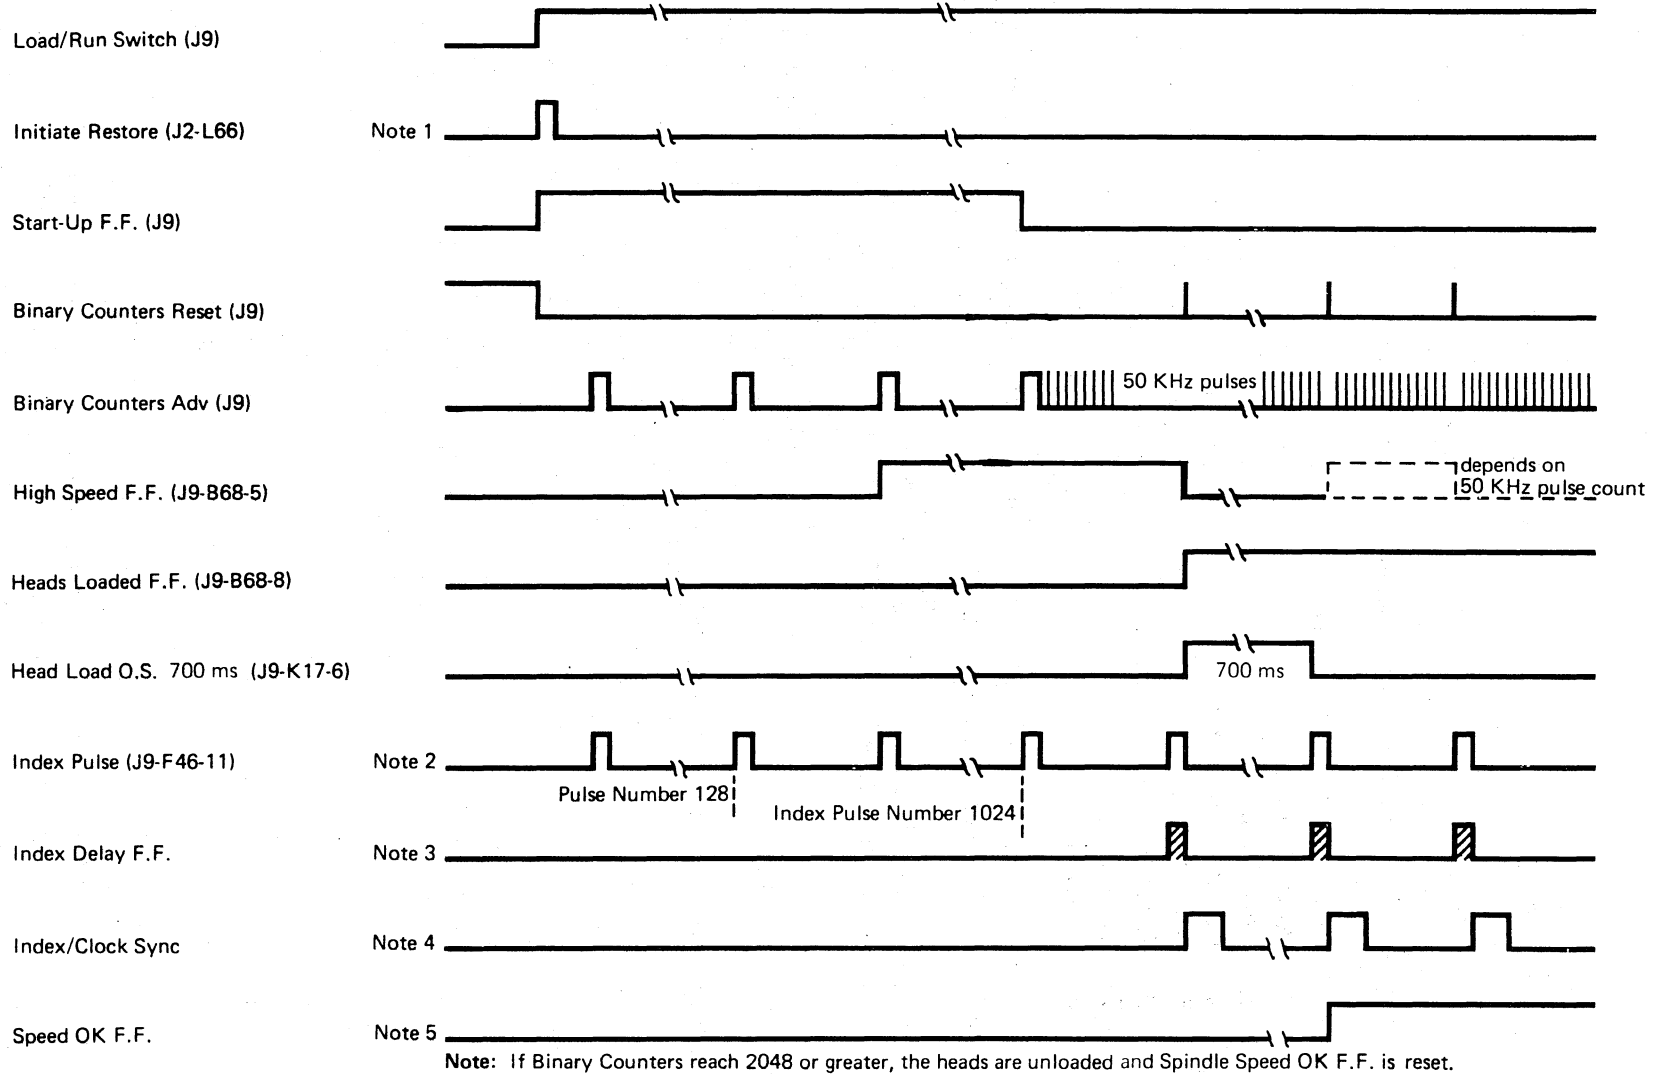 Load/Run Switch (J9)
Initiate Restore (J2-L66) Note 1
Start-Up F.F. (J9)
Binary Counters Reset (J9)
Binary Counters Adv (J9) 50 KHz pulses
High Speed F.F. (J9-B68-5) depends on
50 KHz pulse count
Heads Loaded F.F. (J9-B68-8)
Head Load O.S. 700 ms (J9-K17-6) 700 ms
Index Pulse (J9-F46-11) Note 2
Pulse Number 128
Index Pulse Number 1024
Index Delay F.F. Note 3
Index/Clock Sync Note 4
Speed OK F.F. Note 5
Note: If Binary Counters reach 2048 or greater, the heads are unloaded and Spindle Speed OK F.F. is reset.